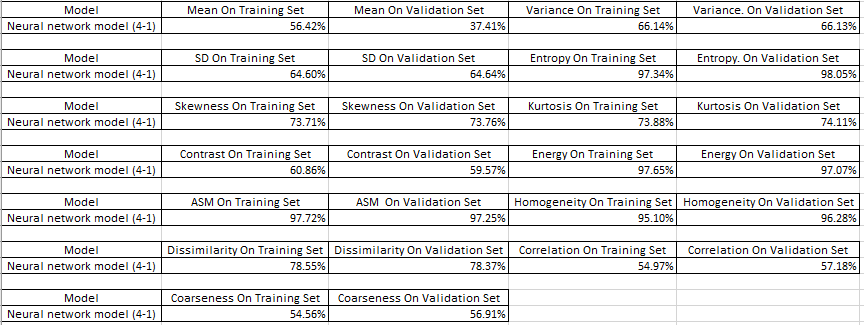 Model Mean On Training Set Mean On Validation Set Variance On Training Set Variance. On Validation Set
Neural network model (4-1) 56.42% 37.41% 66.14% 66.13%
Model SD On Training Set SD On Validation Set Entropy On Training Set Entropy. On Validation Set
Neural network model (4-1) 64.60% 64.64% 97.34% 98.05%
Model Skewness On Training Set Skewness On Validation Set Kurtosis On Training Set Kurtosis On Validation Set
Neural network model (4-1) 73.71% 73.76% 73.88% 74.11%
Model Contrast On Training Set Contrast On Validation Set Energy On Training Set Energy On Validation Set
Neural network model (4-1) 60.86% 59.57% 97.65% 97.07%
Model ASM On Training Set ASM On Validation Set Homogeneity On Training Set Homogeneity On Validation Set
Neural network model (4-1) 97.72% 97.25% 95.10% 96.28%
Model Dissimilarity On Training Set Dissimilarity On Validation Set Correlation On Training Set Correlation On Validation Set
Neural network model (4-1) 78.55% 78.37% 54.97% 57.18%
Model Coarseness On Training Set Coarseness On Validation Set
Neural network model (4-1) 54.56% 56.91%